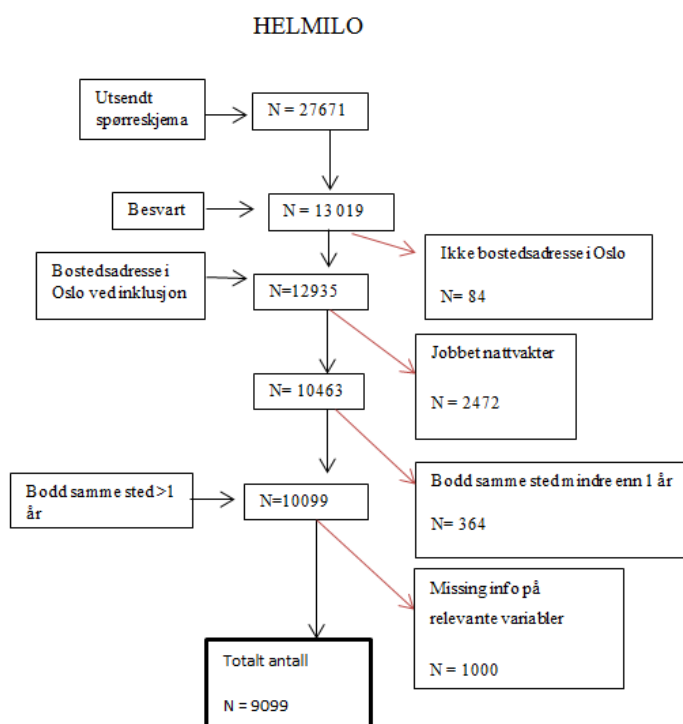 HELMILO
Utsendt
spørreskjema
N = 27671
Besvart
N = 13 019
Ikke bostedsadresse i Oslo
N= 84
Bostedsadresse i
Oslo ved inklusjon
N=12935
Jobbet nattvakter
N = 2472
N= 10463
Bodd samme sted mindre enn 1 år
N= 364
Bodd samme sted >1
år
N=10099
Missing info på
relevante variabler
N = 1000
Totalt antall
N = 9099